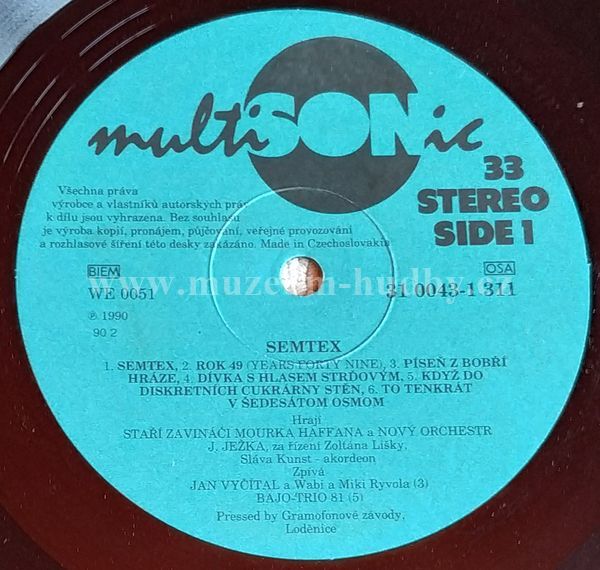 multiSONic
33
STEREO
SIDE 1
Všechna práva
výrobce a vlastníků autorských práv
k dílu jsou vyhrazena. Bez souhlasu
je výroba kopií, pronájem, půjčování, veřejné provozování
a rozhlasové šíření této desky zakázáno. Made in Czechoslovakia
BIEM
OSA
www.muzeum-hudby.cz
WE 0051
31 0043-1 311
℗ 1990
90 2
SEMTEX
1. SEMTEX, 2. ROK 49 (YEARS FORTY NINE), 3. PÍSEŇ Z BOBŘÍ
HRÁZE, 4. DÍVKA S HLASEM STRĎOVÝM, 5. KDYŽ DO
DISKRETNÍCH CUKRÁRNY STĚN, 6. TO TENKRÁT
V ŠEDESÁTOM OSMOM
Hrají
STAŘÍ ZAVINÁČI MOURKA HAFFANA a NOVÝ ORCHESTR
J. JEŽKA, za řízení Zoltána Lišky,
Sláva Kunst - akordeon
Zpívá
JAN VYČÍTAL a Wabi a Miki Ryvola (3)
BAJO-TRIO 81 (5)
Pressed by Gramofonové závody,
Loděnice